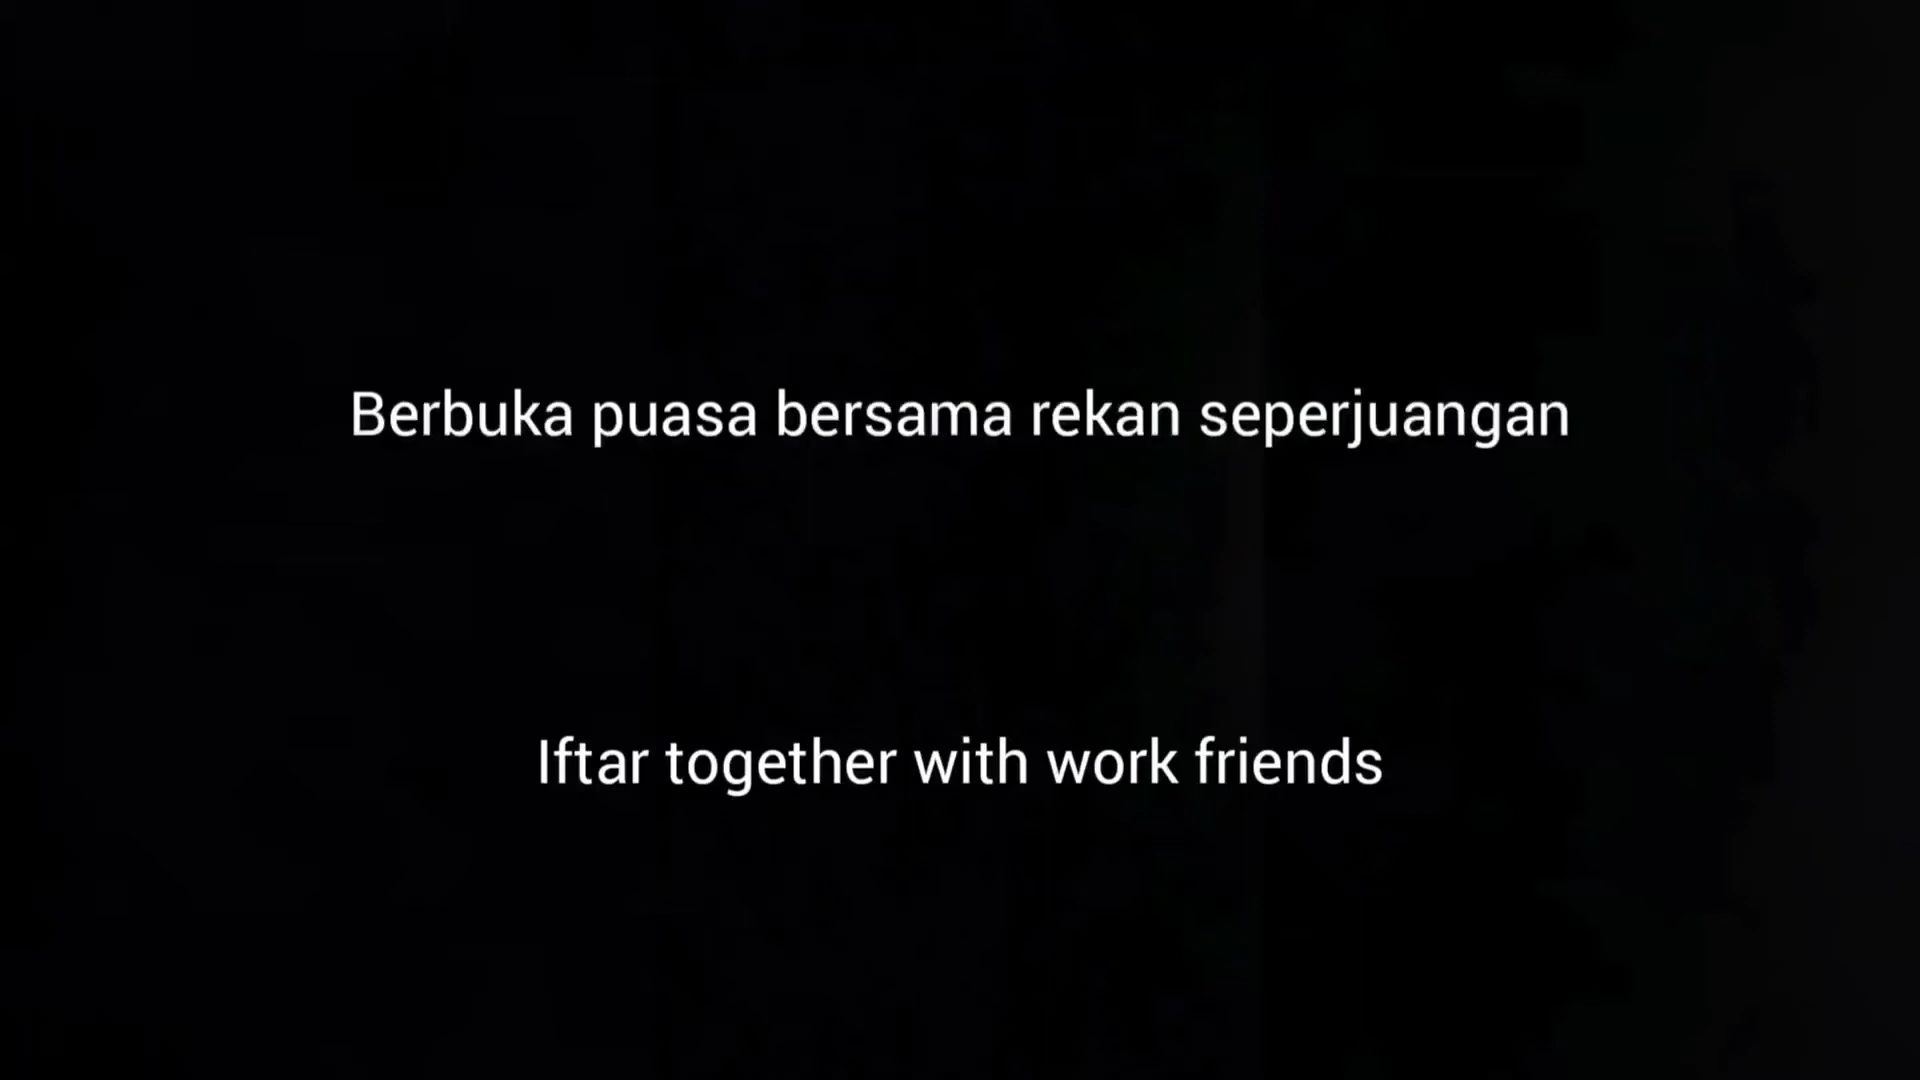 Berbuka puasa bersama rekan seperjuangan
Iftar together with work friends